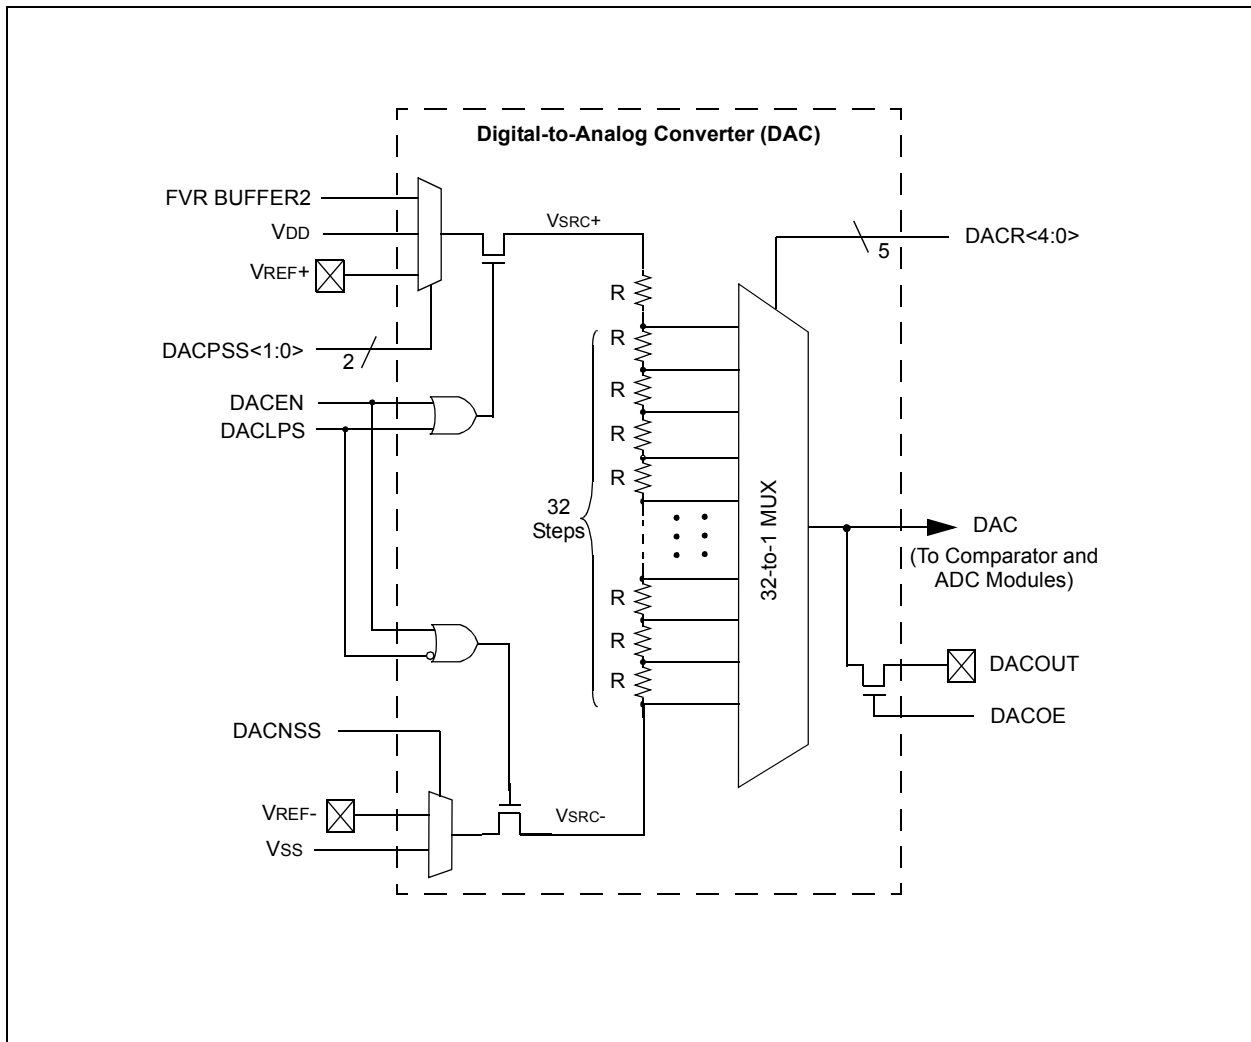 Digital-to-Analog Converter (DAC)
FVR BUFFER2
VDD
VREF+
DACPSS<1:0>
2
DACEN
DACLPS
VSRC+
R
R
R
R
R
32
Steps
R
R
R
32-to-1 MUX
5
DACR<4:0>
DAC
(To Comparator and
ADC Modules)
DACOUT
DACOE
DACNSS
VREF-
VSS
VSRC-